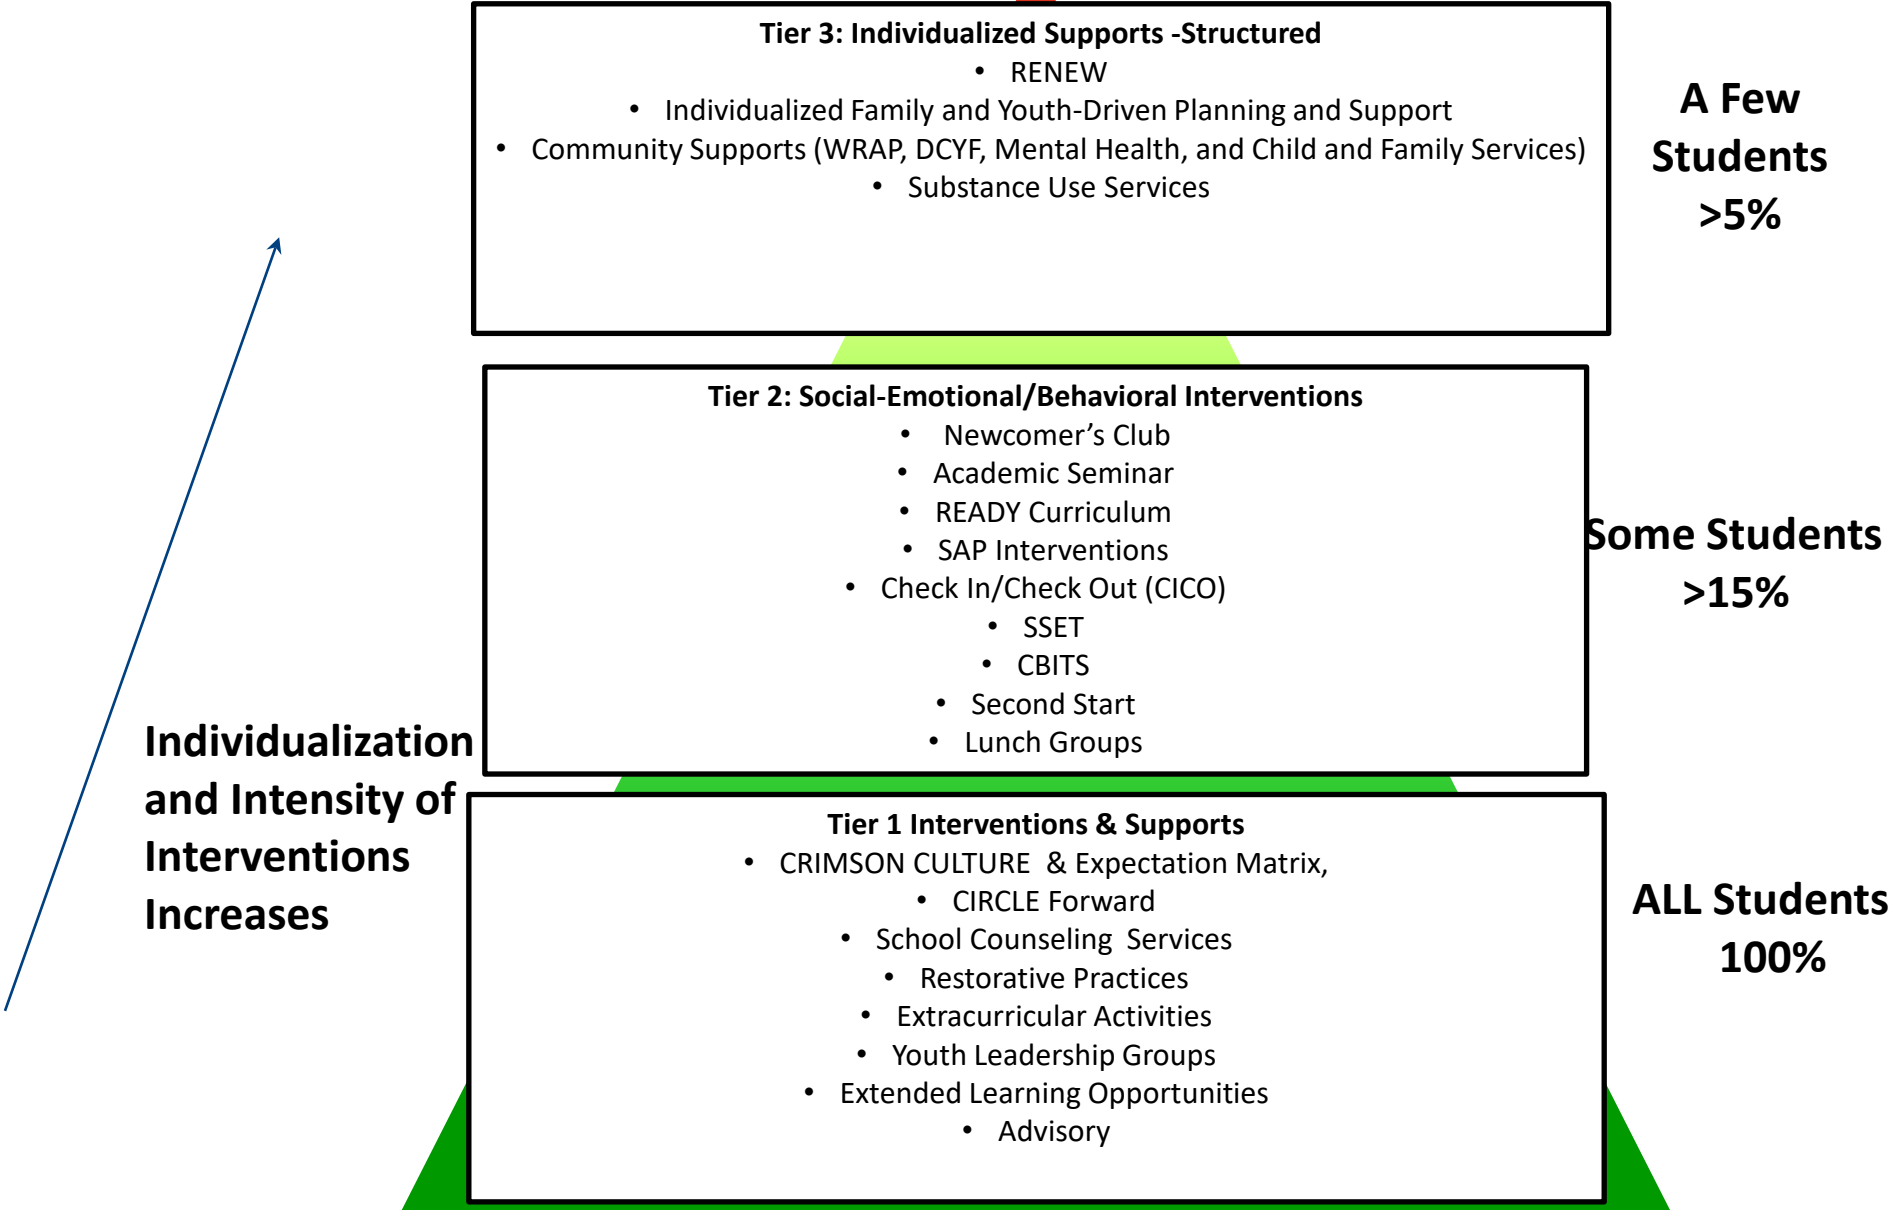 Tier 3: Individualized Supports -Structured
• RENEW
• Individualized Family and Youth-Driven Planning and Support
• Community Supports (WRAP, DCYF, Mental Health, and Child and Family Services)
• Substance Use Services
A Few
Students
>5%
Tier 2: Social-Emotional/Behavioral Interventions
• Newcomer’s Club
• Academic Seminar
• READY Curriculum
• SAP Interventions
• Check In/Check Out (CICO)
• SSET
• CBITS
• Second Start
• Lunch Groups
Some Students
>15%
Individualization
and Intensity of
Interventions
Increases
Tier 1 Interventions & Supports
• CRIMSON CULTURE & Expectation Matrix,
• CIRCLE Forward
• School Counseling Services
• Restorative Practices
• Extracurricular Activities
• Youth Leadership Groups
• Extended Learning Opportunities
• Advisory
ALL Students
100%